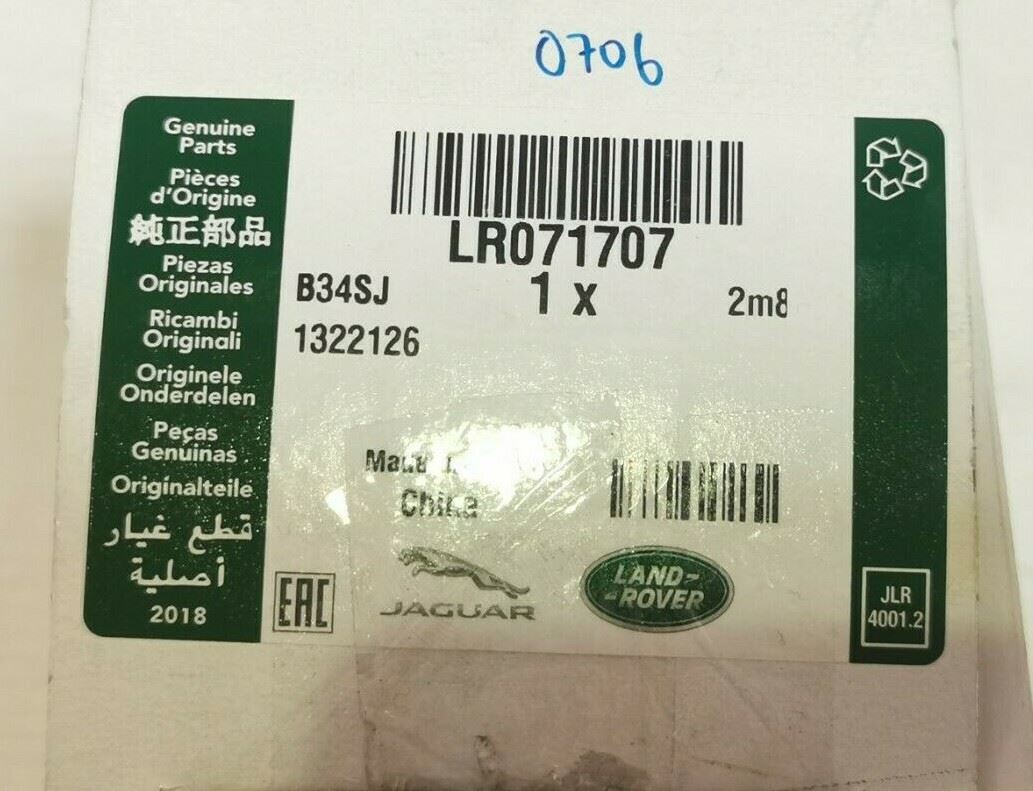 0706
Genuine
Parts
Pièces
d'Origine
純正部品
Piezas
Originales
Ricambi
Originali
Originele
Onderdelen
Peças
Genuínas
Originalteile
قطع غيار
أصلية
2018
LR071707
B34SJ
1 x
2m8
1322126
Made
China
EAC
JAGUAR
LAND-
-ROVER
JLR
4001.2